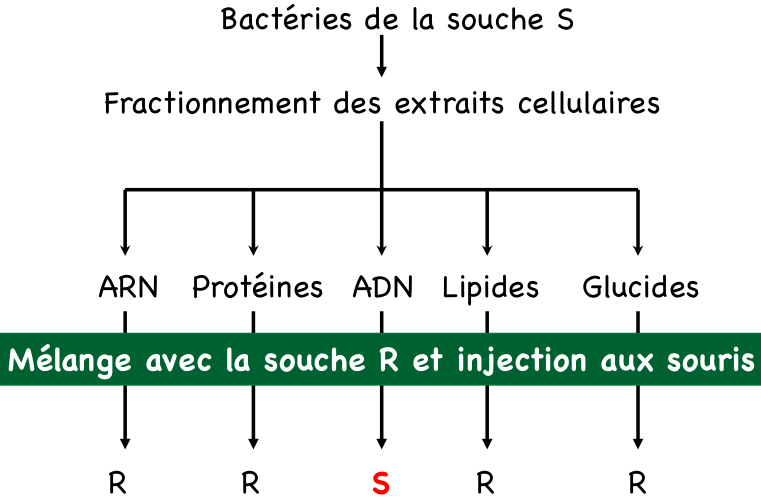 Bactéries de la souche S
Fractionnement des extraits cellulaires
ARN Protéines ADN Lipides Glucides
Mélange avec la souche R et injection aux souris
R R S R R